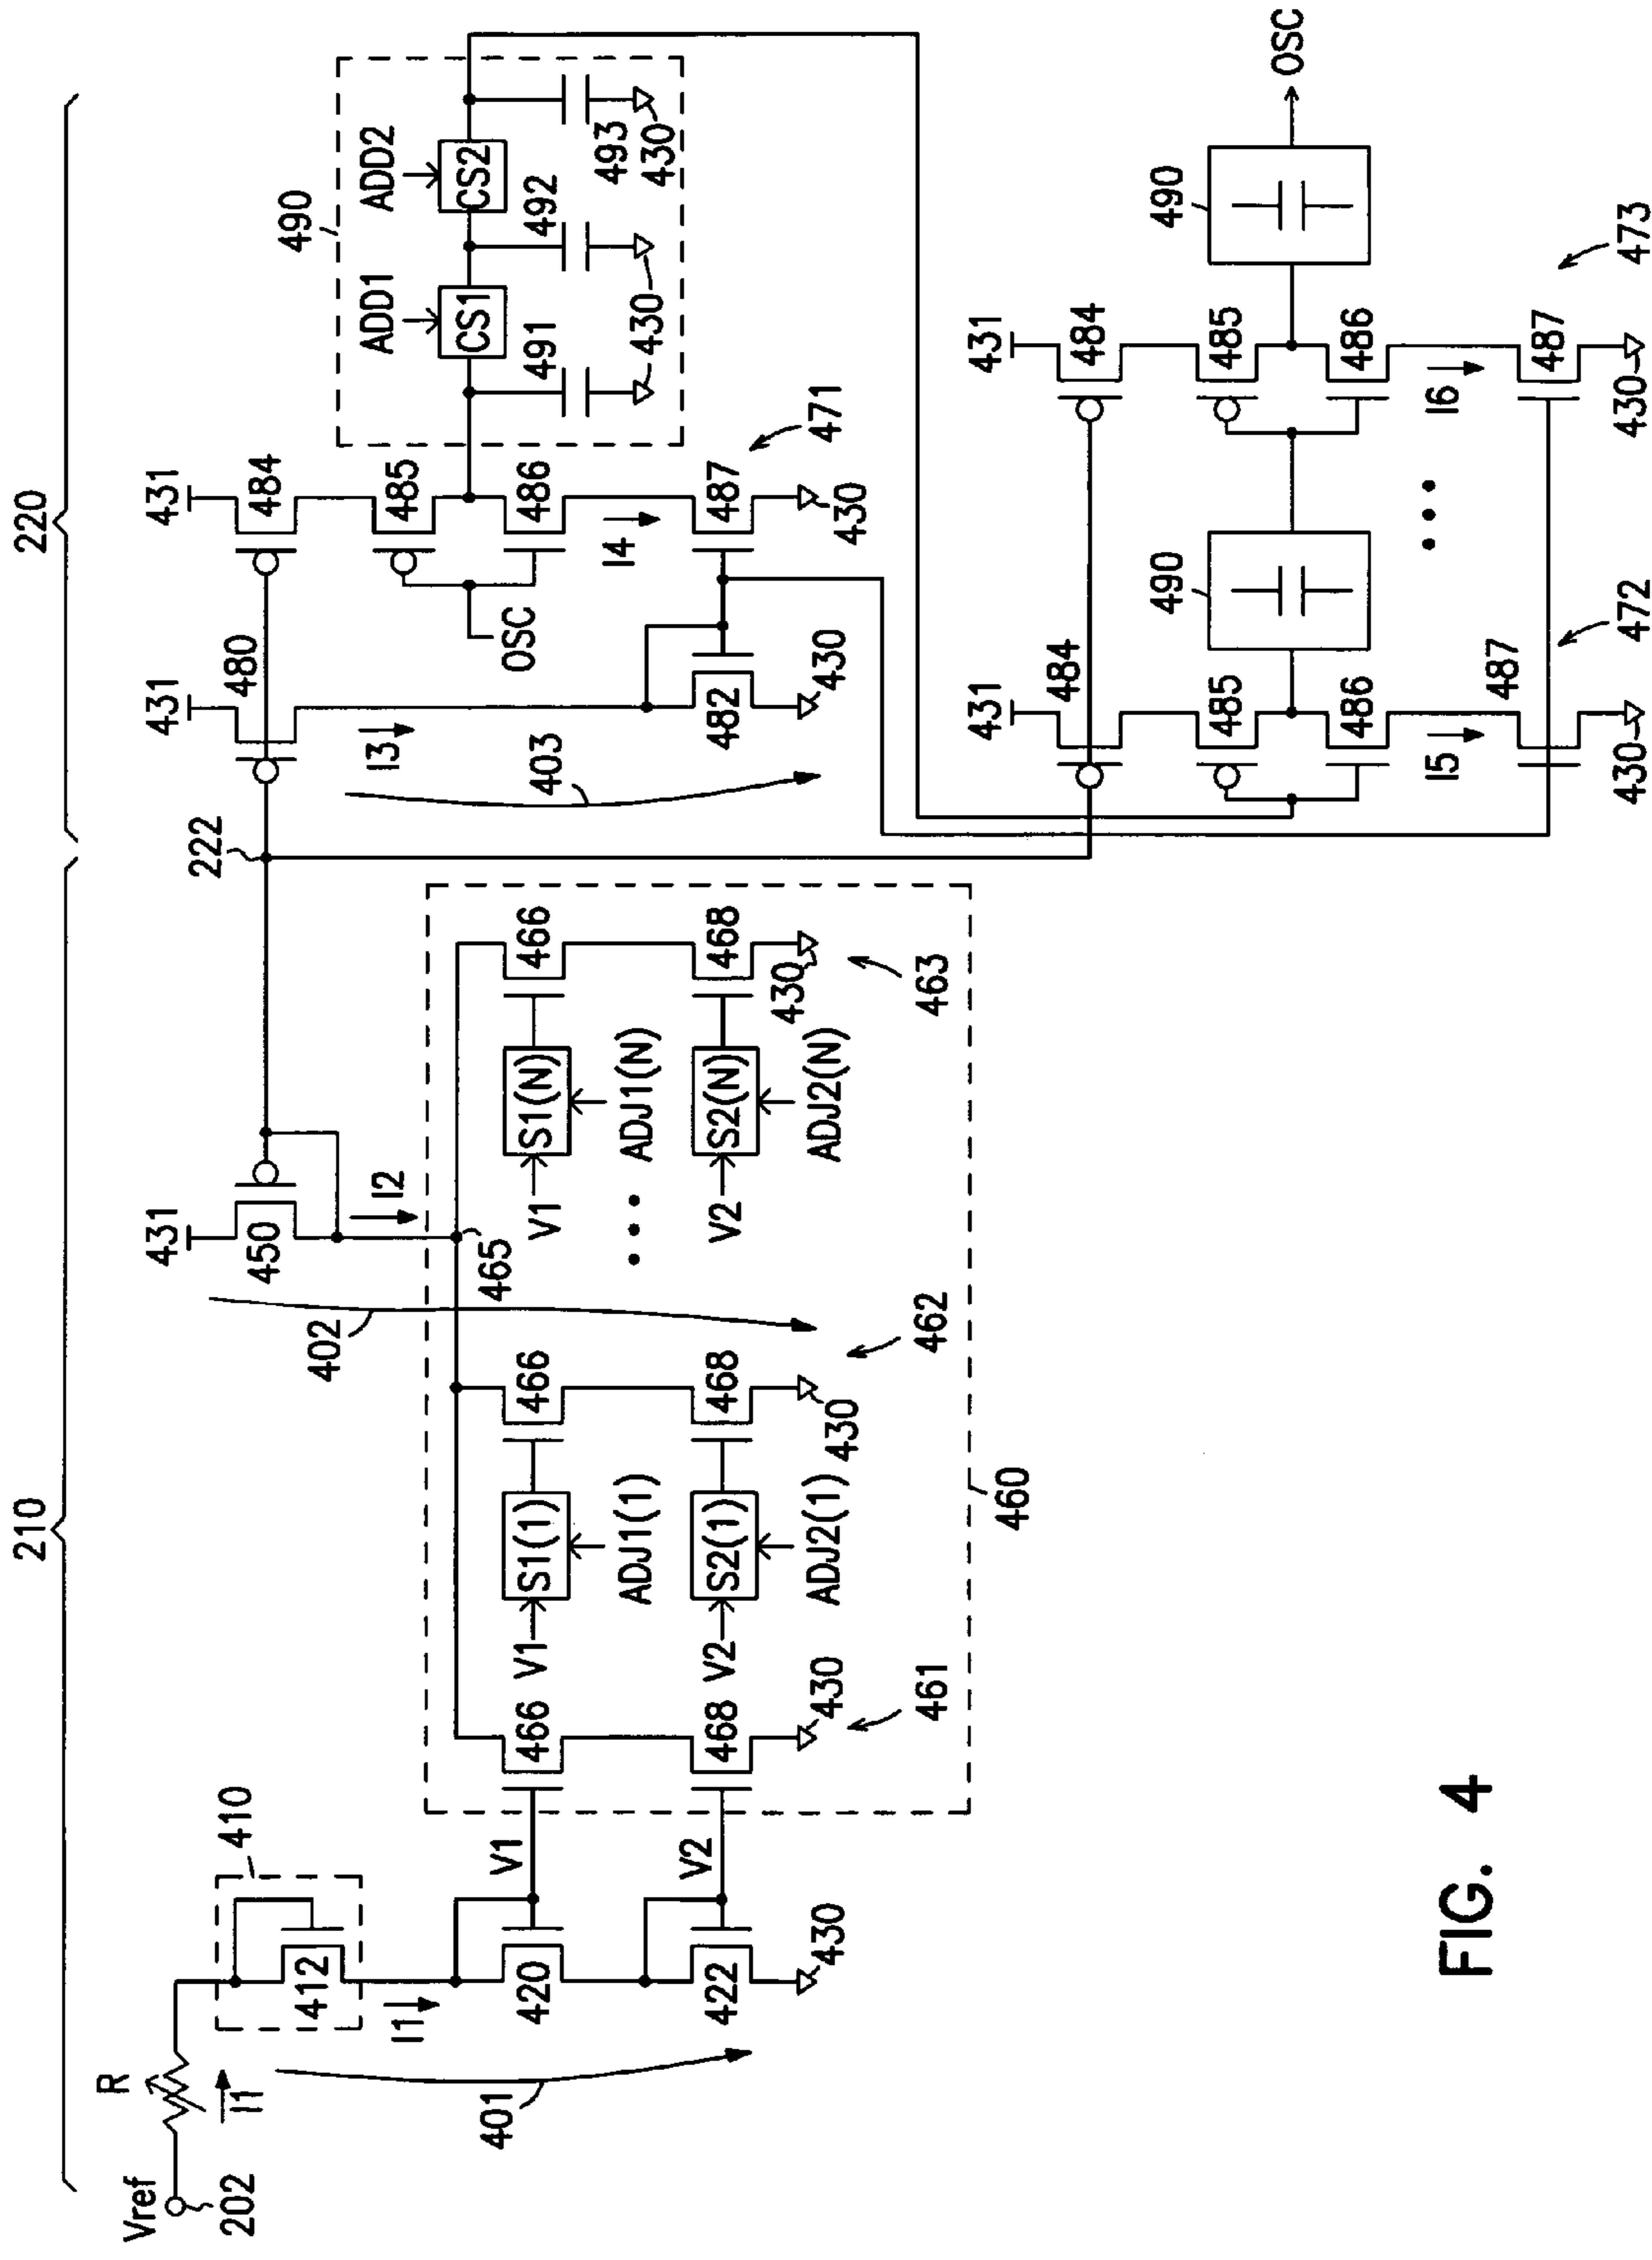 210
220
Vref
202
R
I1
410
412
I1
401
420
422
430
V1
V2
431
450
I2
402
465
222
460
466
468
430
461
V1
S1(1)
ADJ1(1)
V2
S2(1)
ADJ2(1)
466
468
430
462
V1
S1(N)
ADJ1(N)
V2
S2(N)
ADJ2(N)
466
468
430
463
431
480
I3
403
482
430
431
484
485
486
OSC
I4
487
430
471
490
ADD1
CS1
491
430
492
ADD2
CS2
493
430
431
484
485
486
I5
487
430
472
490
431
484
485
486
I6
487
430
473
490
OSC
FIG. 4